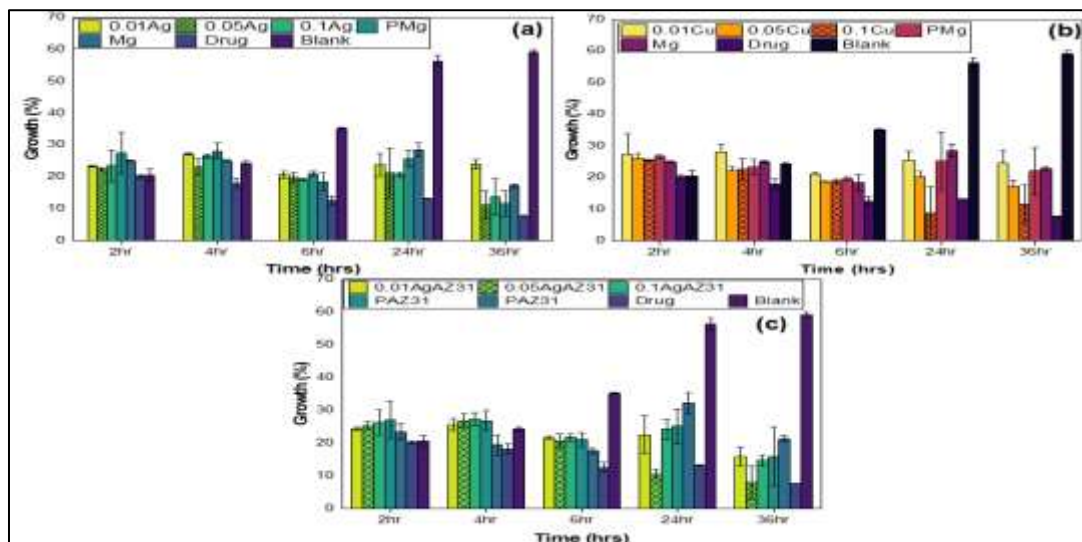 0.01Ag 0.05Ag 0.1Ag PMg
Mg Drug Blank
(a)
70
60
50
40
30
20
10
0
Growth (%)
2hr 4hr 6hr 24hr 36hr
Time (hrs)
0.01Cu 0.05Cu 0.1Cu PMg
Mg Drug Blank
(b)
70
60
50
40
30
20
10
0
Growth (%)
2hr 4hr 6hr 24hr 36hr
Time (hrs)
0.01AgAZ31 0.05AgAZ31 0.1AgAZ31
PAZ31 PAZ31 Drug Blank
(c)
70
60
50
40
30
20
10
0
Growth (%)
2hr 4hr 6hr 24hr 36hr
Time (hrs)